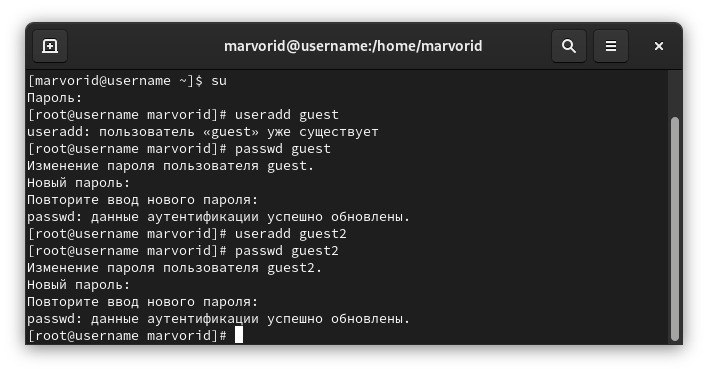 marvorid@username:/home/marvorid
[marvorid@username ~]$ su
Пароль:
[root@username marvorid]# useradd guest
useradd: пользователь «guest» уже существует
[root@username marvorid]# passwd guest
Изменение пароля пользователя guest.
Новый пароль:
Повторите ввод нового пароля:
passwd: данные аутентификации успешно обновлены.
[root@username marvorid]# useradd guest2
[root@username marvorid]# passwd guest2
Изменение пароля пользователя guest2.
Новый пароль:
Повторите ввод нового пароля:
passwd: данные аутентификации успешно обновлены.
[root@username marvorid]#